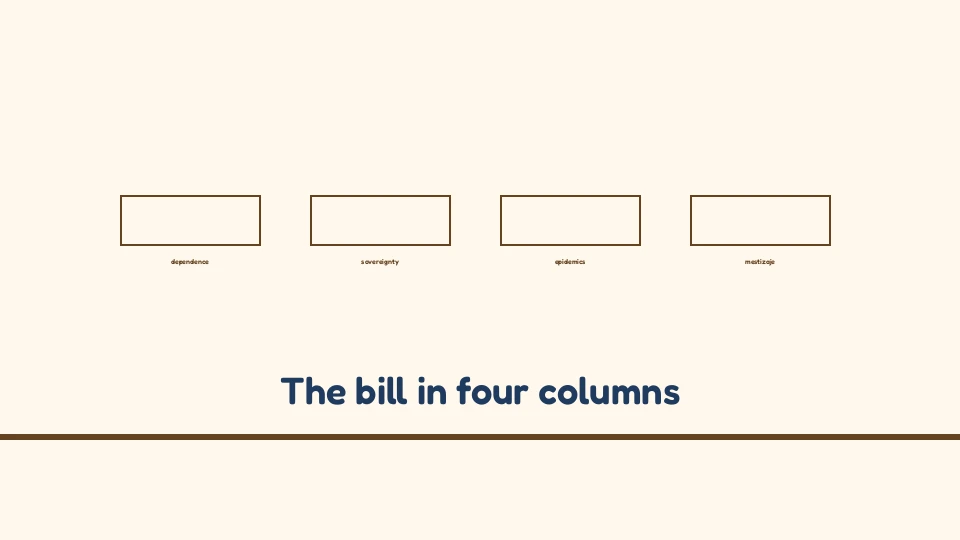 dependence
sovereignty
epidemics
mestizaje
The bill in four columns